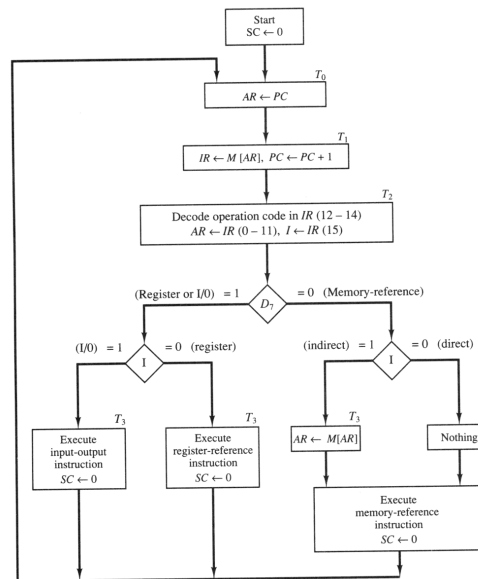 Start
SC ← 0
T₀
AR ← PC
T₁
IR ← M [AR], PC ← PC + 1
T₂
Decode operation code in IR (12 – 14)
AR ← IR (0 – 11), I ← IR (15)
(Register or I/0) = 1
D₇
= 0 (Memory-reference)
(I/0) = 1
I
= 0 (register)
(indirect) = 1
I
= 0 (direct)
T₃
Execute
input-output
instruction
SC ← 0
T₃
Execute
register-reference
instruction
SC ← 0
T₃
AR ← M[AR]
Nothing
Execute
memory-reference
instruction
SC ← 0